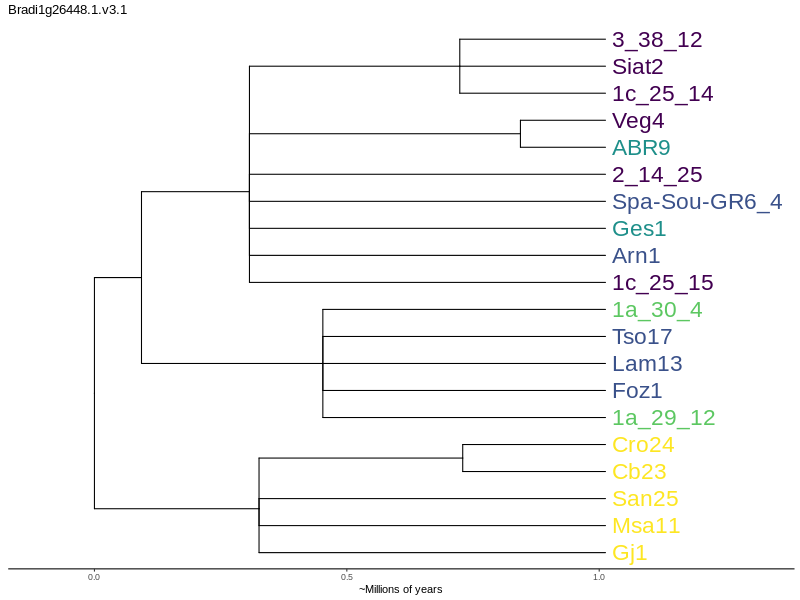 Bradi1g26448.1.v3.1
3_38_12
Siat2
1c_25_14
Veg4
ABR9
2_14_25
Spa-Sou-GR6_4
Ges1
Arn1
1c_25_15
1a_30_4
Tso17
Lam13
Foz1
1a_29_12
Cro24
Cb23
San25
Msa11
Gj1
0.0 0.5 1.0
~Millions of years